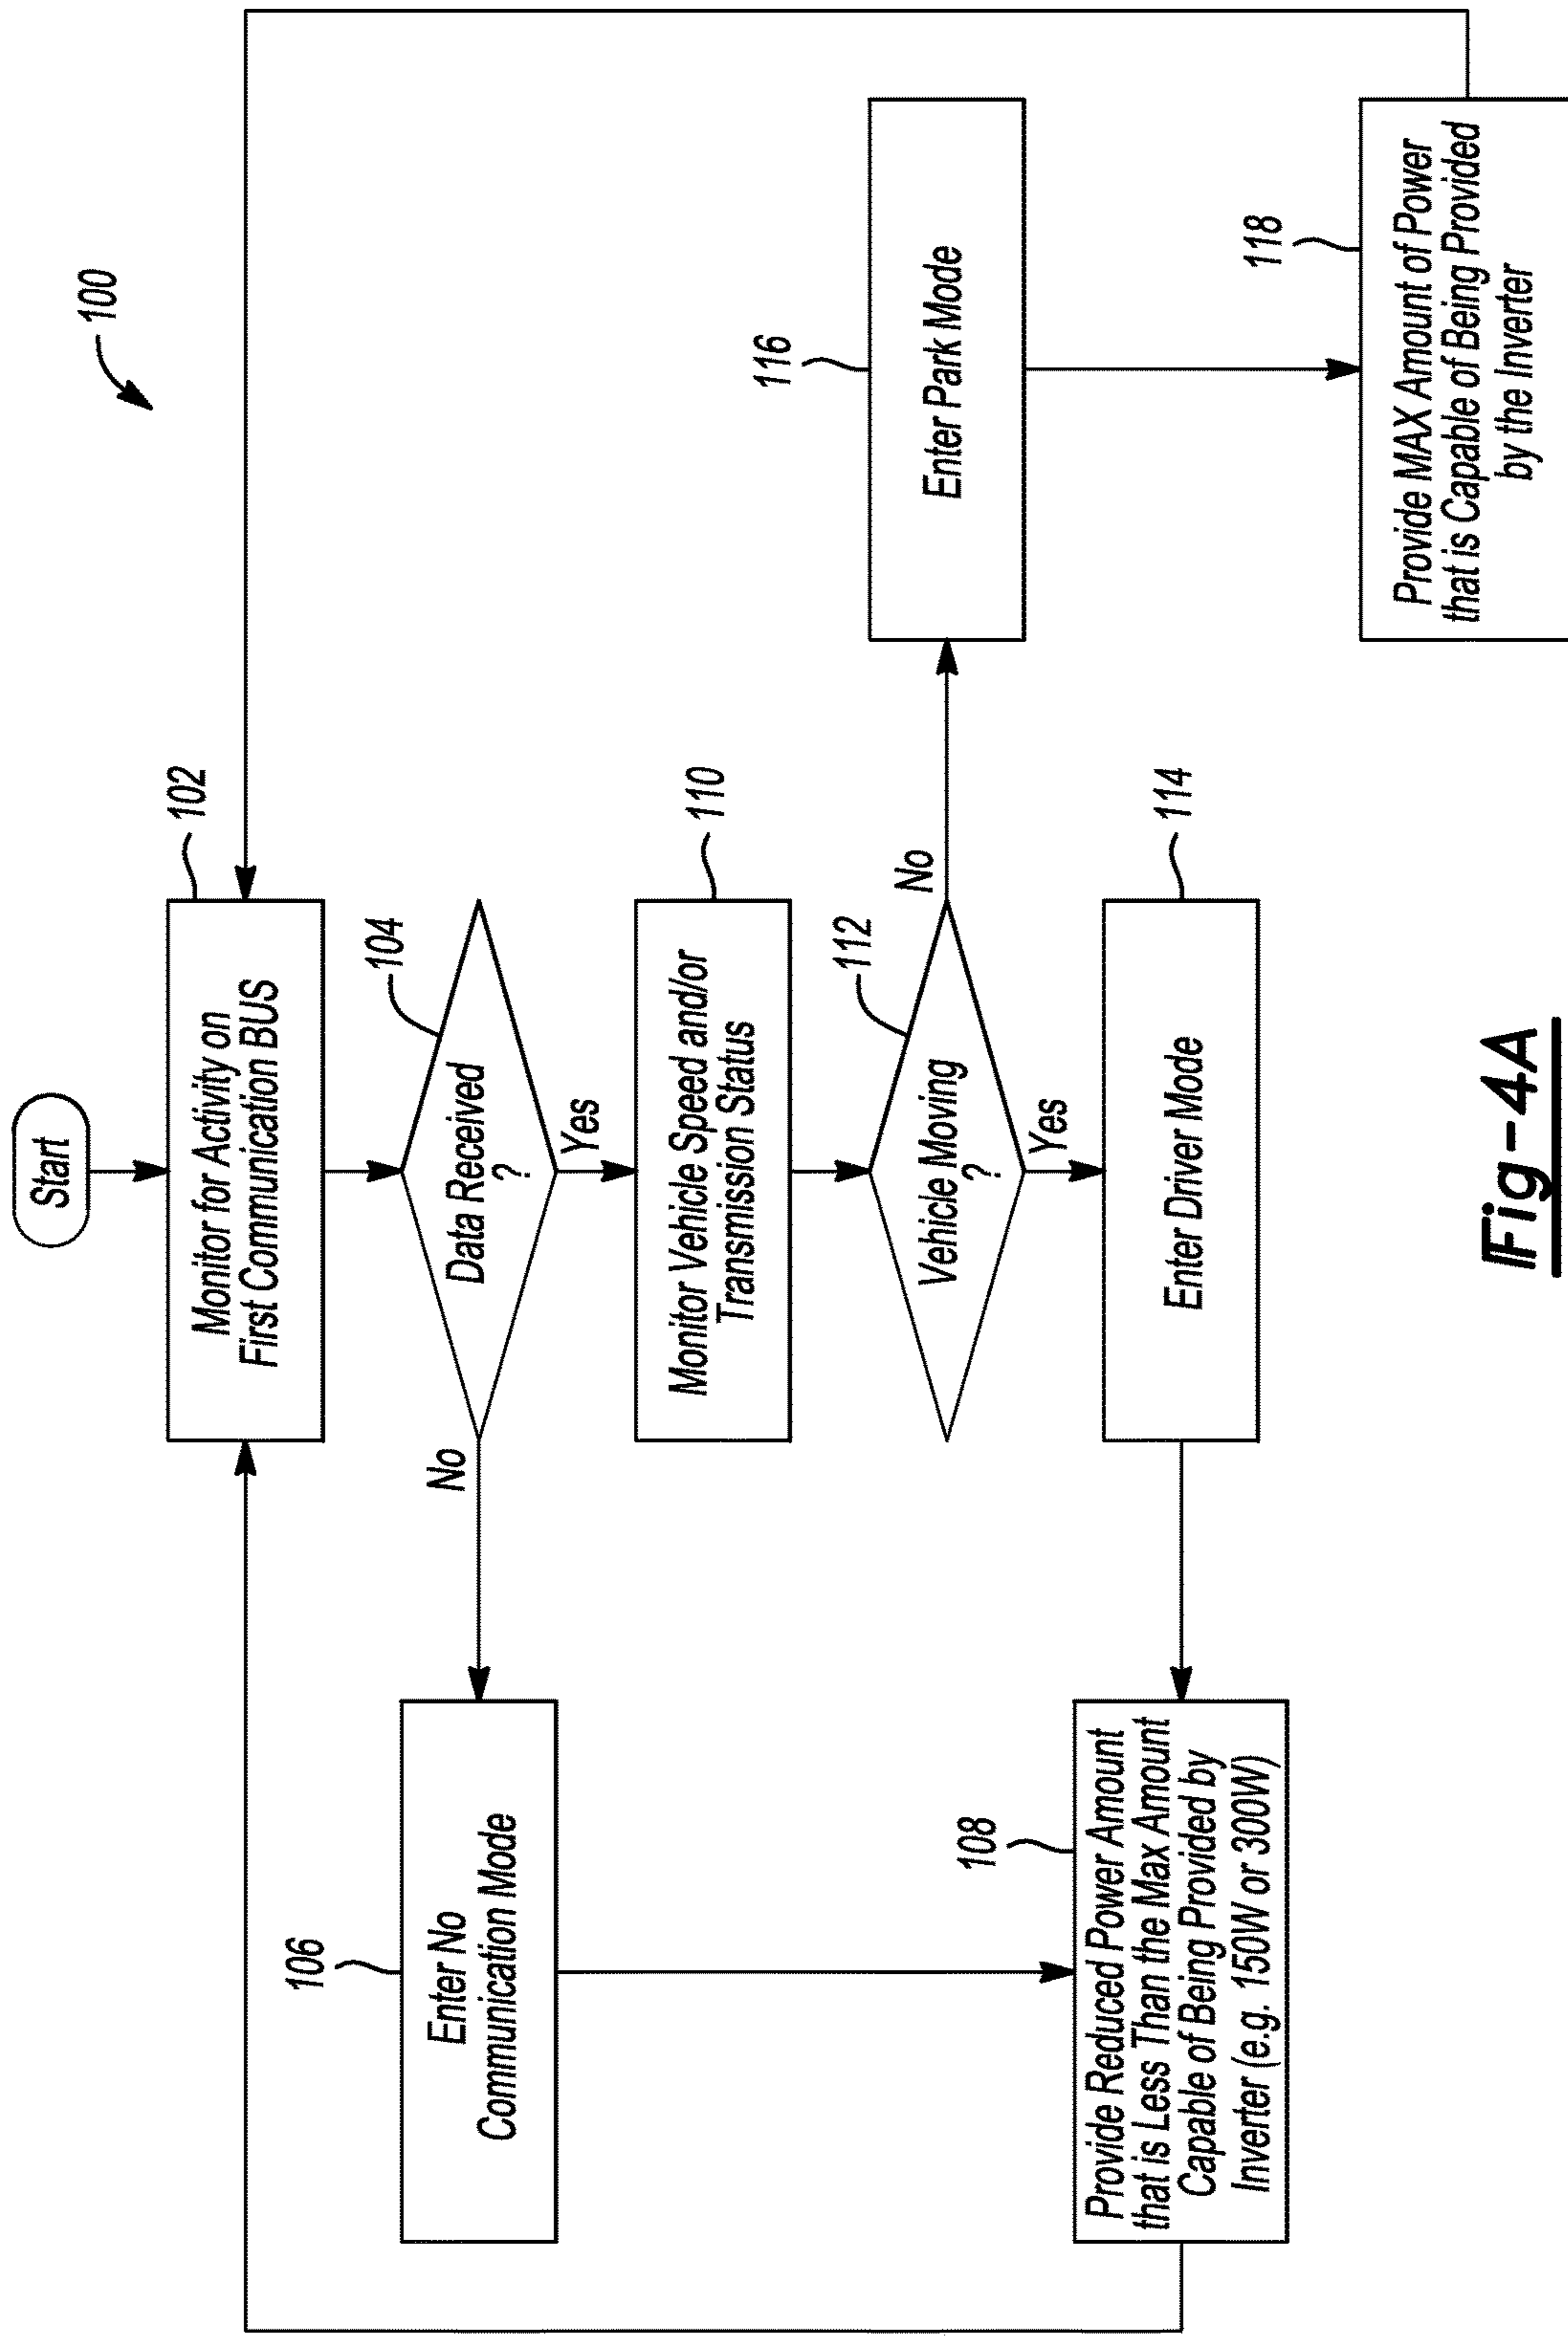 100
Start
102
Monitor for Activity on
First Communication BUS
104
Data Received
?
No
Yes
106
Enter No
Communication Mode
110
Monitor Vehicle Speed and/or
Transmission Status
112
Vehicle Moving
?
No
Yes
116
Enter Park Mode
114
Enter Driver Mode
108
Provide Reduced Power Amount
that is Less Than the Max Amount
Capable of Being Provided by
Inverter (e.g. 150W or 300W)
118
Provide MAX Amount of Power
that is Capable of Being Provided
by the Inverter
Fig-4A